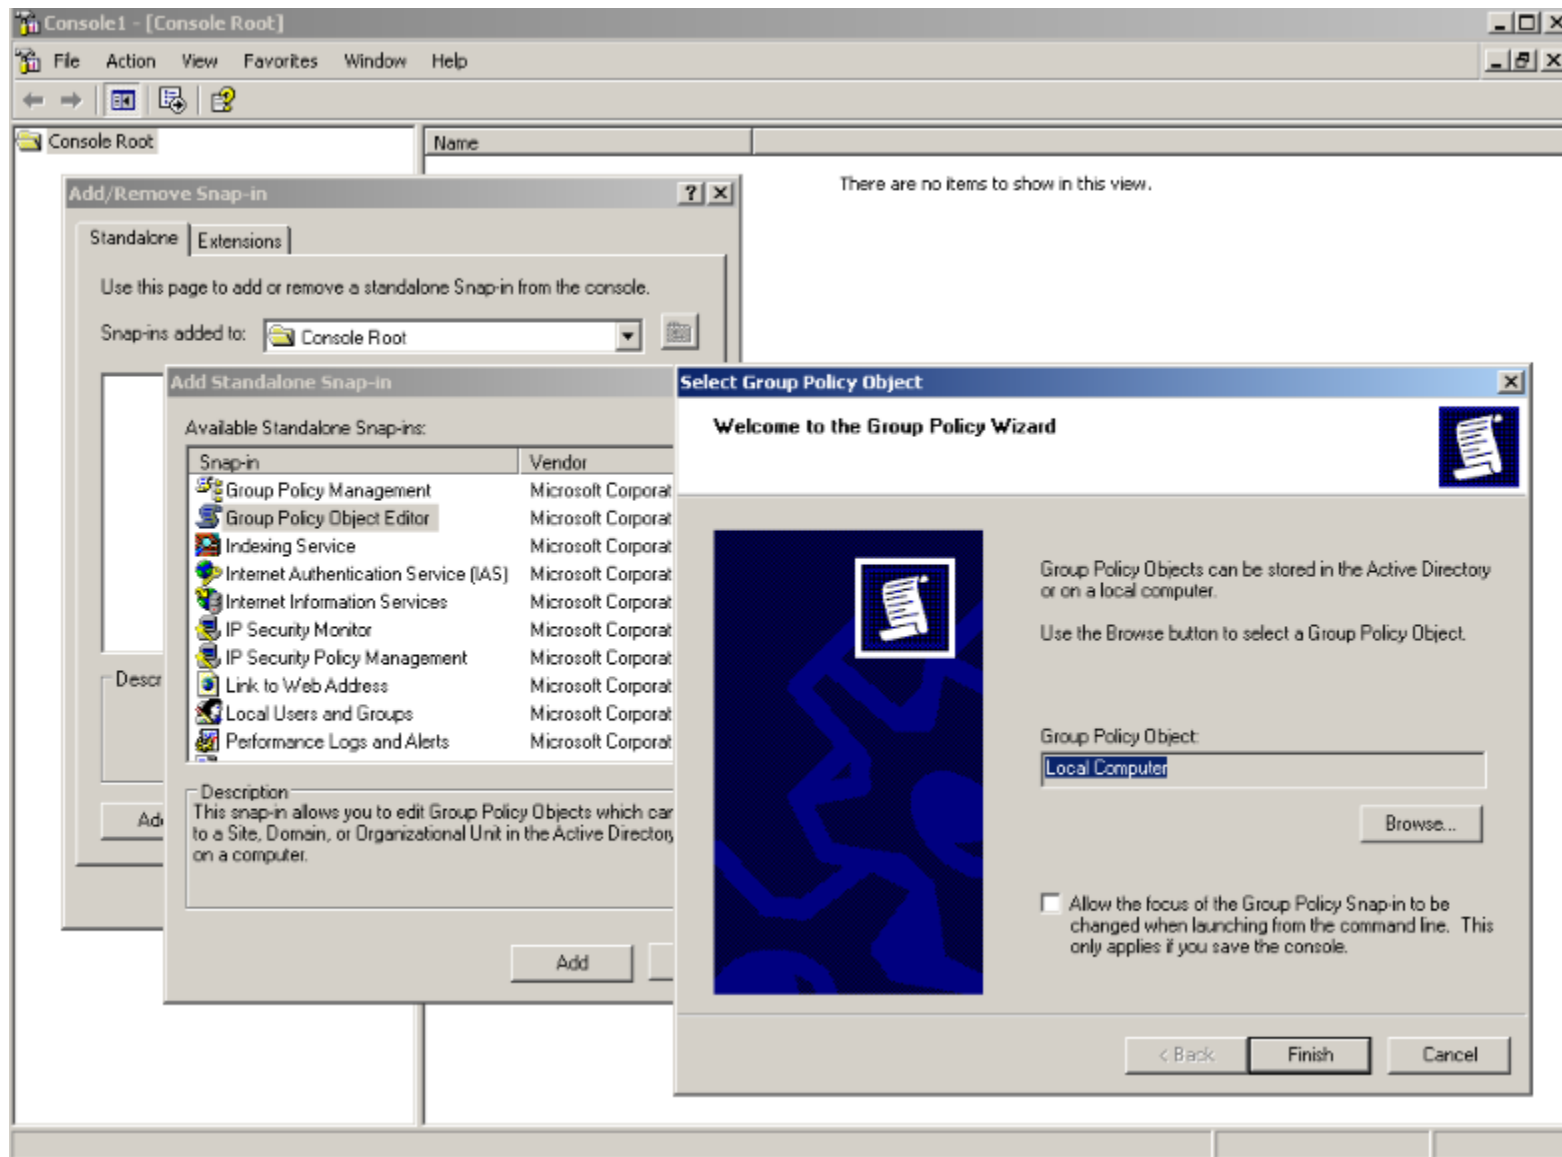 Console1 - [Console Root]
File Action View Favorites Window Help
Console Root
Name
There are no items to show in this view.
Add/Remove Snap-in
Standalone Extensions
Use this page to add or remove a standalone Snap-in from the console.
Snap-ins added to: Console Root
Add Standalone Snap-in
Available Standalone Snap-ins:
Snap-in Vendor
Group Policy Management Microsoft Corporat
Group Policy Object Editor Microsoft Corporat
Indexing Service Microsoft Corporat
Internet Authentication Service (IAS) Microsoft Corporat
Internet Information Services Microsoft Corporat
IP Security Monitor Microsoft Corporat
IP Security Policy Management Microsoft Corporat
Link to Web Address Microsoft Corporat
Local Users and Groups Microsoft Corporat
Performance Logs and Alerts Microsoft Corporat
Descr
Description
This snap-in allows you to edit Group Policy Objects which can
to a Site, Domain, or Organizational Unit in the Active Directory
on a computer.
Ad
Add
Select Group Policy Object
Welcome to the Group Policy Wizard
Group Policy Objects can be stored in the Active Directory
or on a local computer.
Use the Browse button to select a Group Policy Object.
Group Policy Object:
Local Computer
Browse...
Allow the focus of the Group Policy Snap-in to be
changed when launching from the command line. This
only applies if you save the console.
< Back Finish Cancel